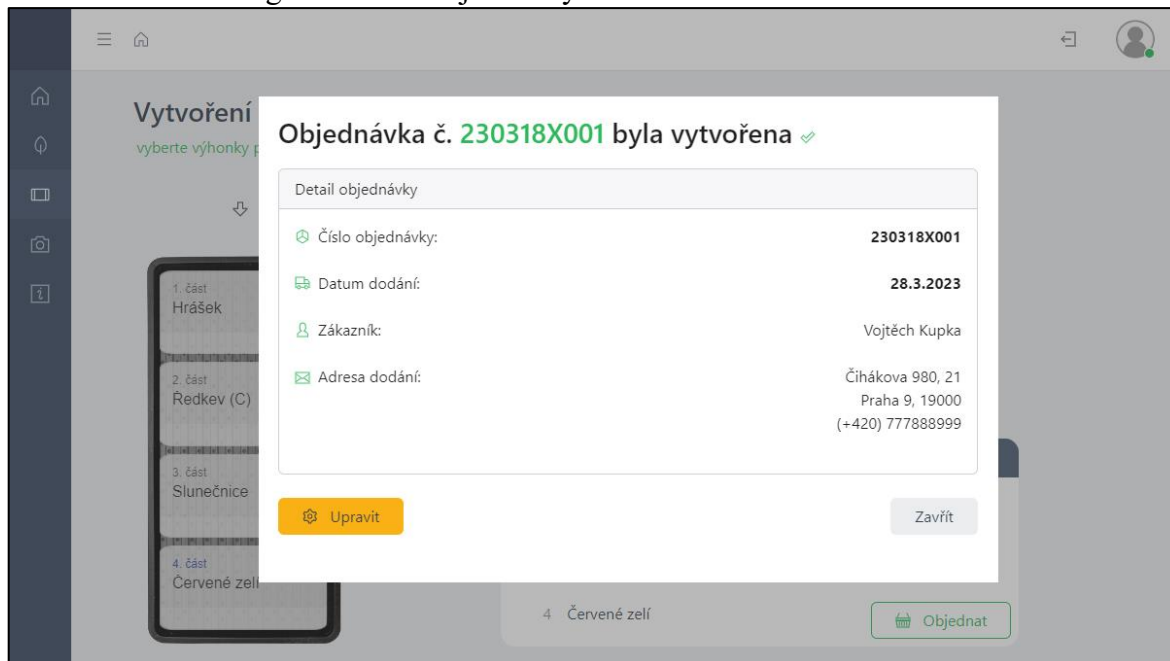 Vytvoření
vyberte výhonky p
Objednávka č. 230318X001 byla vytvořena
Detail objednávky
Číslo objednávky: 230318X001
Datum dodání: 28.3.2023
Zákazník: Vojtěch Kupka
Adresa dodání: Čihákova 980, 21
Praha 9, 19000
(+420) 777888999
Upravit
Zavřít
1. část
Hrášek
2. část
Ředkev (C)
3. část
Slunečnice
4. část
Červené zelí
4 Červené zelí
Objednat